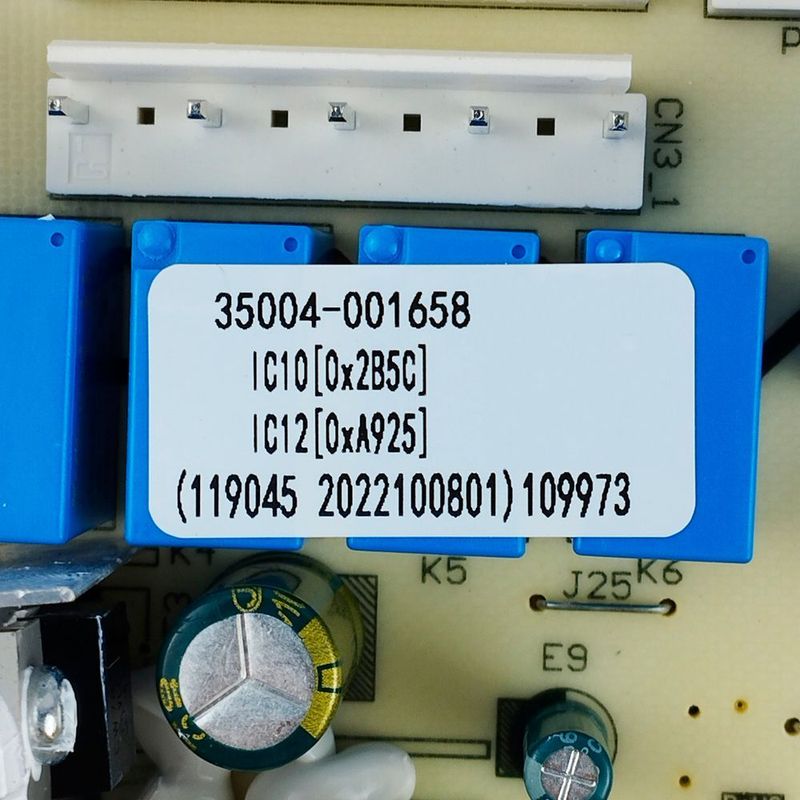 P
CN3_1
35004-001658
IC10[0x2B5C]
IC12[0xA925]
(119045 2022100801)109973
K4
K5
K6
J25
E9